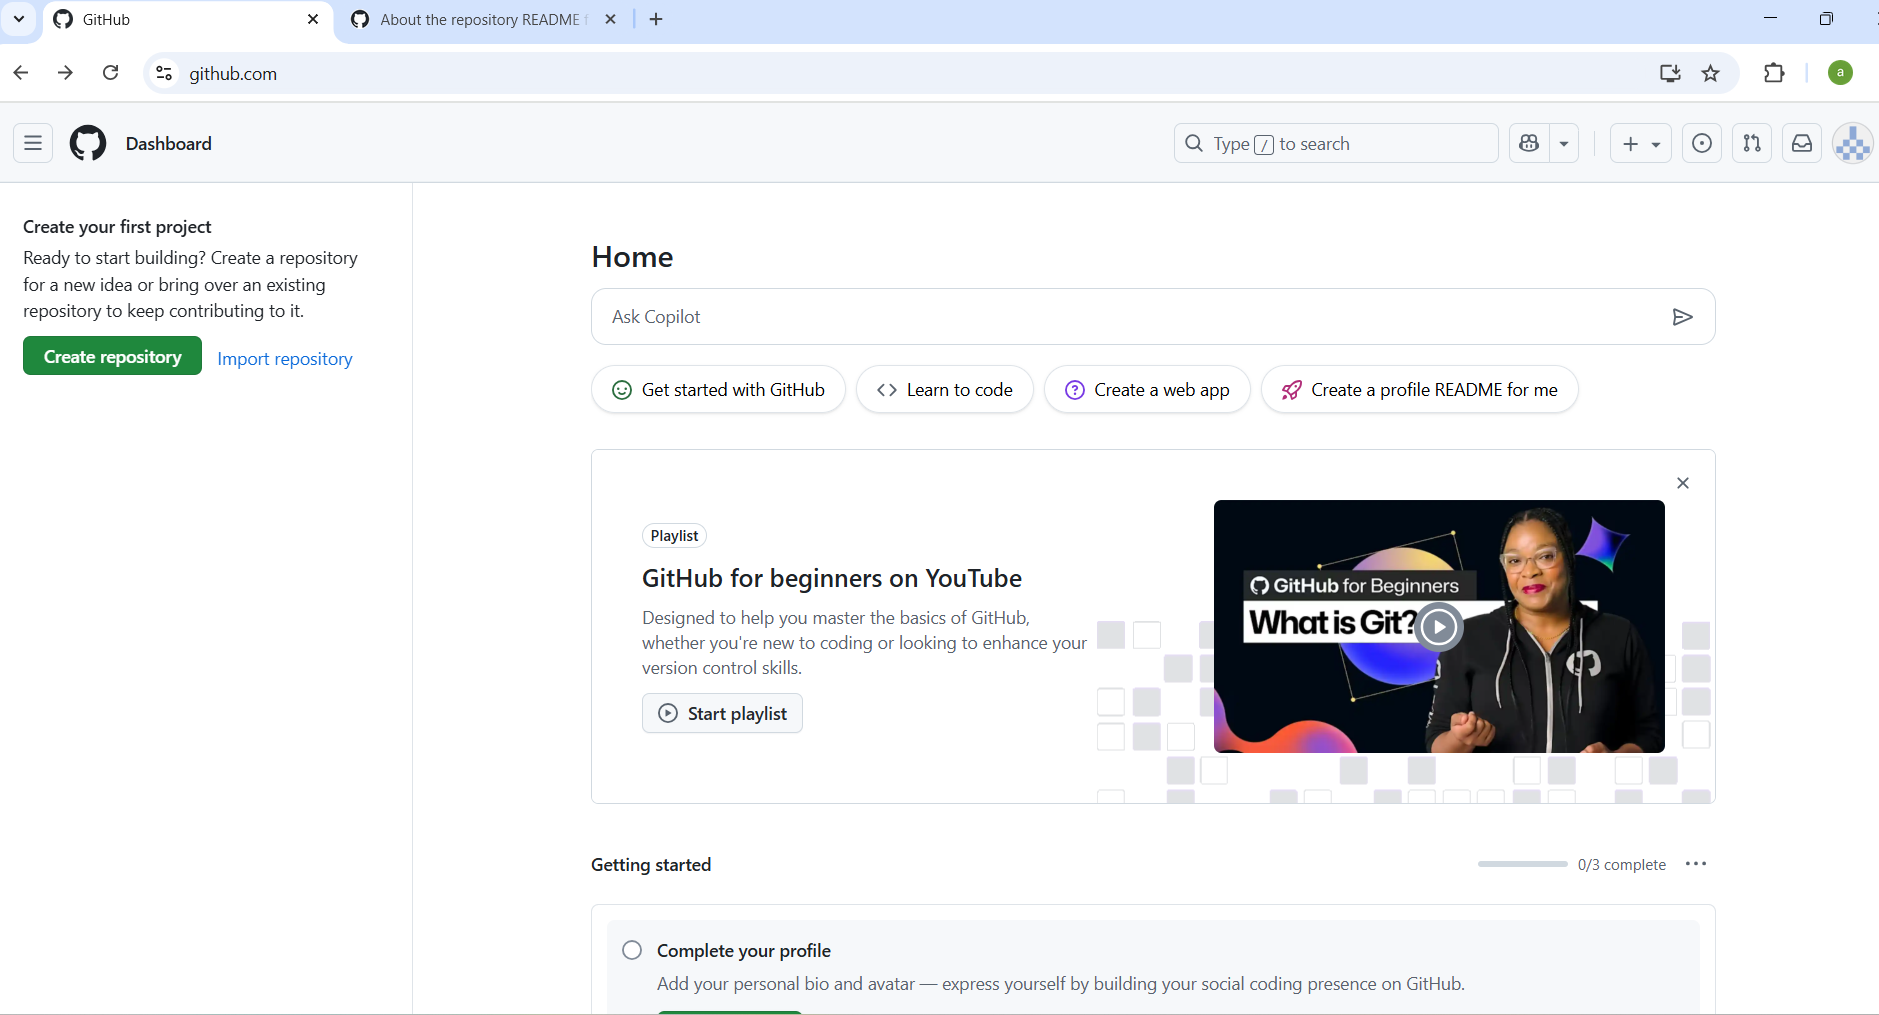 GitHub
About the repository README
github.com
a
Dashboard
Type / to search
Create your first project
Ready to start building? Create a repository
for a new idea or bring over an existing
repository to keep contributing to it.
Create repository
Import repository
Home
Ask Copilot
Get started with GitHub
Learn to code
Create a web app
Create a profile README for me
Playlist
GitHub for beginners on YouTube
Designed to help you master the basics of GitHub,
whether you're new to coding or looking to enhance your
version control skills.
Start playlist
GitHub for Beginners
What is Git?
Getting started
0/3 complete
Complete your profile
Add your personal bio and avatar — express yourself by building your social coding presence on GitHub.